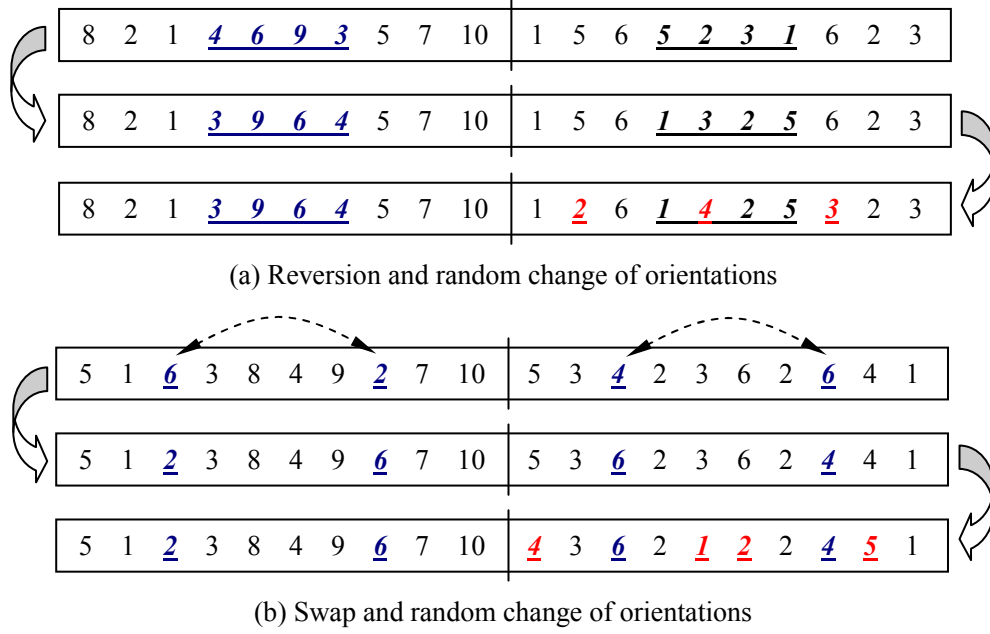 8 2 1 4 6 9 3 5 7 10 1 5 6 5 2 3 1 6 2 3
8 2 1 3 9 6 4 5 7 10 1 5 6 1 3 2 5 6 2 3
8 2 1 3 9 6 4 5 7 10 1 2 6 1 4 2 5 3 2 3
(a) Reversion and random change of orientations
5 1 6 3 8 4 9 2 7 10 5 3 4 2 3 6 2 6 4 1
5 1 2 3 8 4 9 6 7 10 5 3 6 2 3 6 2 4 4 1
5 1 2 3 8 4 9 6 7 10 4 3 6 2 1 2 2 4 5 1
(b) Swap and random change of orientations